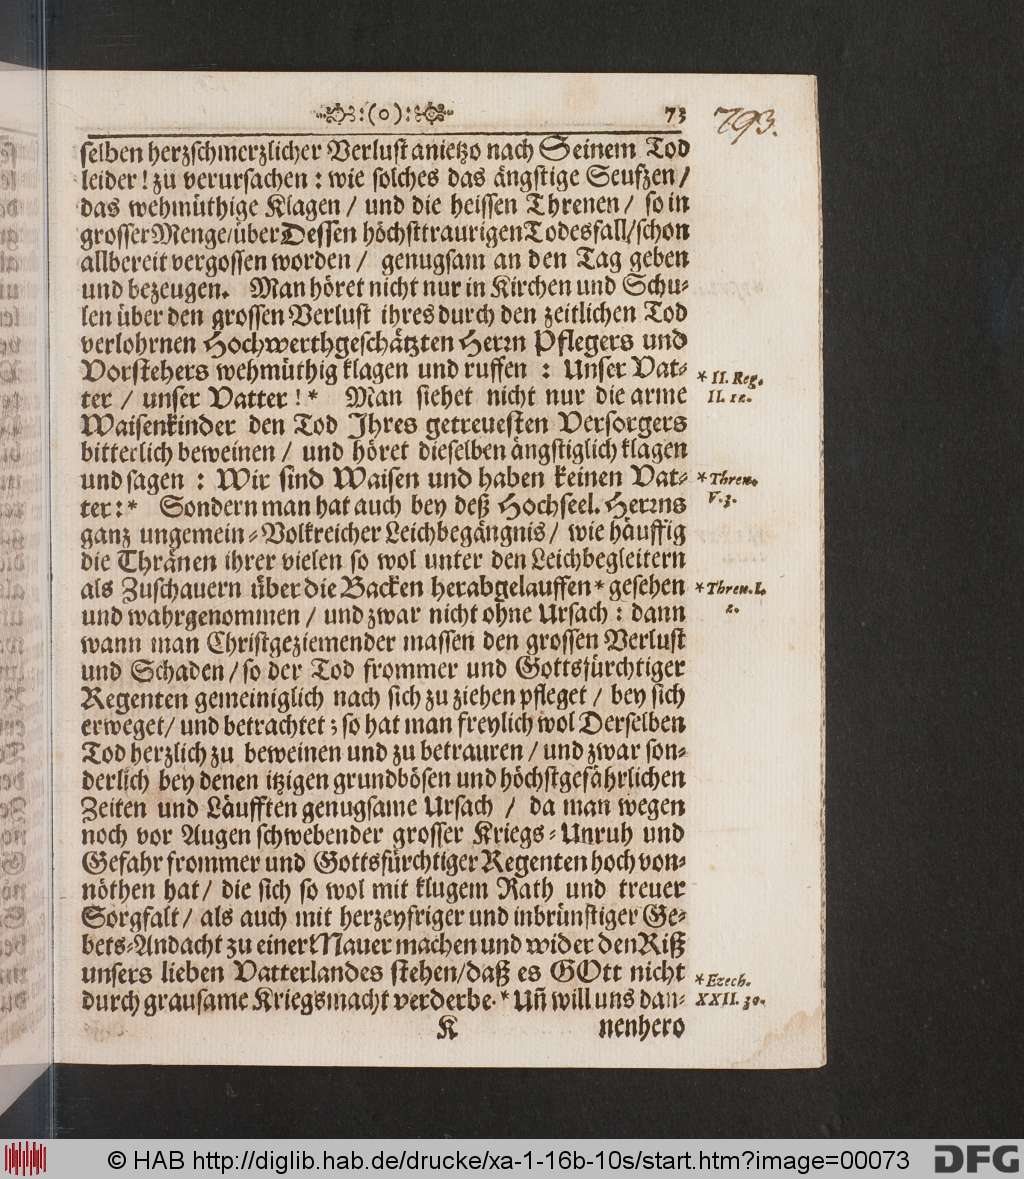 :(o): 73 793.
selben herzschmerzlicher Verlust anietzo nach Seinem Tod
leider! zu verursachen: wie solches das ängstige Seufzen/
das wehmüthige Klagen / und die heissen Threnen / so in
grosser Menge/über Dessen höchsttraurigen Todesfall/schon
allbereit vergossen worden / genugsam an den Tag geben
und bezeugen. Man höret nicht nur in Kirchen und Schu-
len über den grossen Verlust ihres durch den zeitlichen Tod
verlohrnen Hochwerthgeschätzten Herrn Pflegers und
Vorstehers wehmüthig klagen und ruffen : Unser Vat-
ter / unser Vatter! * Man siehet nicht nur die arme
* II. Reg.
II. 12.
Waisenkinder den Tod Ihres getreuesten Versorgers
bitterlich beweinen / und höret dieselben ängstiglich klagen
und sagen : Wir sind Waisen und haben keinen Vat-
ter: * Sondern man hat auch bey deß Hochseel. Herrns
* Thren.
V. 3.
ganz ungemein-Volkreicher Leichbegängnis / wie häuffig
die Thränen ihrer vielen so wol unter den Leichbegleitern
als Zuschauern über die Backen herabgelauffen * gesehen
* Thren. I.
2.
und wahrgenommen / und zwar nicht ohne Ursach : dann
wann man Christgeziemender massen den grossen Verlust
und Schaden / so der Tod frommer und Gottsfürchtiger
Regenten gemeiniglich nach sich zu ziehen pfleget / bey sich
erweget/ und betrachtet; so hat man freylich wol Derselben
Tod herzlich zu beweinen und zu betrauren / und zwar son-
derlich bey denen itzigen grundbösen und höchstgefährlichen
Zeiten und Läufften genugsame Ursach / da man wegen
noch vor Augen schwebender grosser Kriegs-Unruh und
Gefahr frommer und Gottsfürchtiger Regenten hoch von-
nöthen hat / die sich so wol mit klugem Rath und treuer
Sorgfalt / als auch mit herzeyfriger und inbrünstiger Ge-
bets-Andacht zu einer Mauer machen und wider den Riß
unsers lieben Vatterlandes stehen/daß es GOtt nicht
durch grausame Kriegsmacht verderbe. * Uñ will uns dan-
* Ezech.
XXII. 30.
K nenhero
© HAB http://diglib.hab.de/drucke/xa-1-16b-10s/start.htm?image=00073
DFG